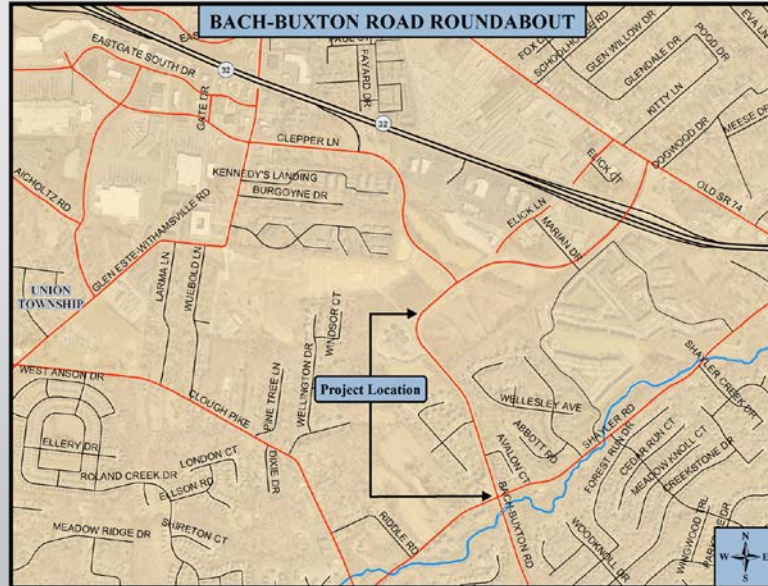 BACH-BUXTON ROAD ROUNDABOUT
EASTGATE SOUTH DR
32
GATE DR
FAYARD DR
SCHOOLHOUSE RD
GLEN WILLOW DR
GLENDALE DR
POGO DR
EVA LN
KITTY LN
MEESE DR
DOGWOOD DR
32
CLEPPER LN
ELICK CT
OLD SR 74
KENNEDY'S LANDING
BURGOYNE DR
AICHOLTZ RD
GLEN ESTE-WITHAMSVILLE RD
ELICK LN
MARIAN DR
LARMA LN
WUEBOLD LN
UNION
TOWNSHIP
WINDSOR CT
WELLINGTON DR
PINE TREE LN
Project Location
WEST ANSON DR
CLOUGH PIKE
SHAYLER CREEK DR
WELLESLEY AVE
ABBOTT RD
AVALON CT
SHAYLER RD
FOREST RUN DR
CEDAR RUN CT
MEADOW KNOLL CT
CREEKSTONE DR
ELLERY DR
LONDON CT
DIXIE DR
ROLAND CREEK DR
ELLSON RD
BACH-BUXTON RD
RIDDLE RD
SHIRETON CT
MEADOW RIDGE DR
WOODKNOLL DR
WINGWOOD TRL
N
W
E
S